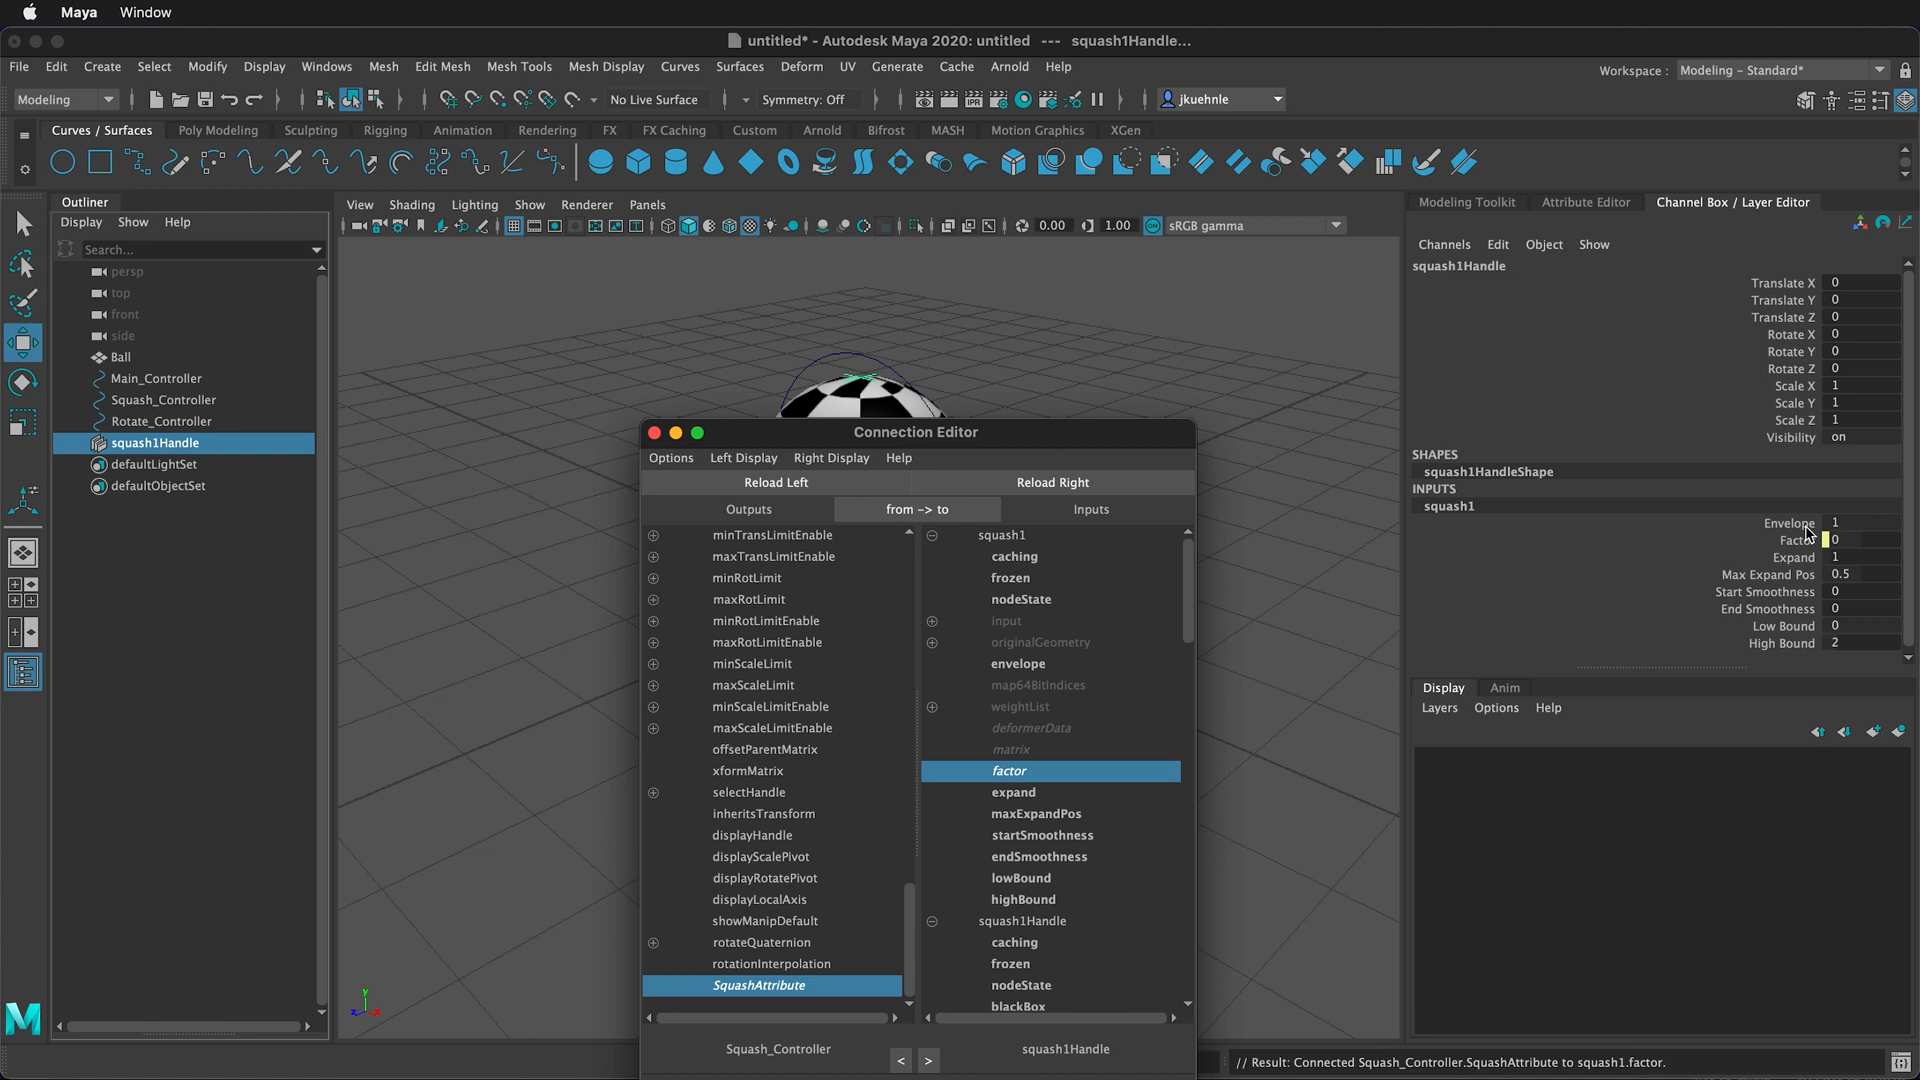 Maya Window
untitled* - Autodesk Maya 2020: untitled --- squash1Handle...
File Edit Create Select Modify Display Windows Mesh Edit Mesh Mesh Tools Mesh Display Curves Surfaces Deform UV Generate Cache Arnold Help
Workspace : Modeling - Standard*
Modeling No Live Surface Symmetry: Off IPR jkuehnle
Curves / Surfaces Poly Modeling Sculpting Rigging Animation Rendering FX FX Caching Custom Arnold Bifrost MASH Motion Graphics XGen
Outliner
Display Show Help
Search...
persp
top
front
side
Ball
Main_Controller
Squash_Controller
Rotate_Controller
squash1Handle
defaultLightSet
defaultObjectSet
View Shading Lighting Show Renderer Panels
0.00 1.00 ON sRGB gamma
Connection Editor
Options Left Display Right Display Help
Reload Left Reload Right
Outputs from -> to Inputs
minTransLimitEnable
maxTransLimitEnable
minRotLimit
maxRotLimit
minRotLimitEnable
maxRotLimitEnable
minScaleLimit
maxScaleLimit
minScaleLimitEnable
maxScaleLimitEnable
offsetParentMatrix
xformMatrix
selectHandle
inheritsTransform
displayHandle
displayScalePivot
displayRotatePivot
displayLocalAxis
showManipDefault
rotateQuaternion
rotationInterpolation
SquashAttribute
squash1
caching
frozen
nodeState
input
originalGeometry
envelope
map64BitIndices
weightList
deformerData
matrix
factor
expand
maxExpandPos
startSmoothness
endSmoothness
lowBound
highBound
squash1Handle
caching
frozen
nodeState
blackBox
Squash_Controller < > squash1Handle
y
z x
Modeling Toolkit Attribute Editor Channel Box / Layer Editor
Channels Edit Object Show
squash1Handle
Translate X 0
Translate Y 0
Translate Z 0
Rotate X 0
Rotate Y 0
Rotate Z 0
Scale X 1
Scale Y 1
Scale Z 1
Visibility on
SHAPES
squash1HandleShape
INPUTS
squash1
Envelope 1
Factor 0
Expand 1
Max Expand Pos 0.5
Start Smoothness 0
End Smoothness 0
Low Bound 0
High Bound 2
Display Anim
Layers Options Help
// Result: Connected Squash_Controller.SquashAttribute to squash1.factor.